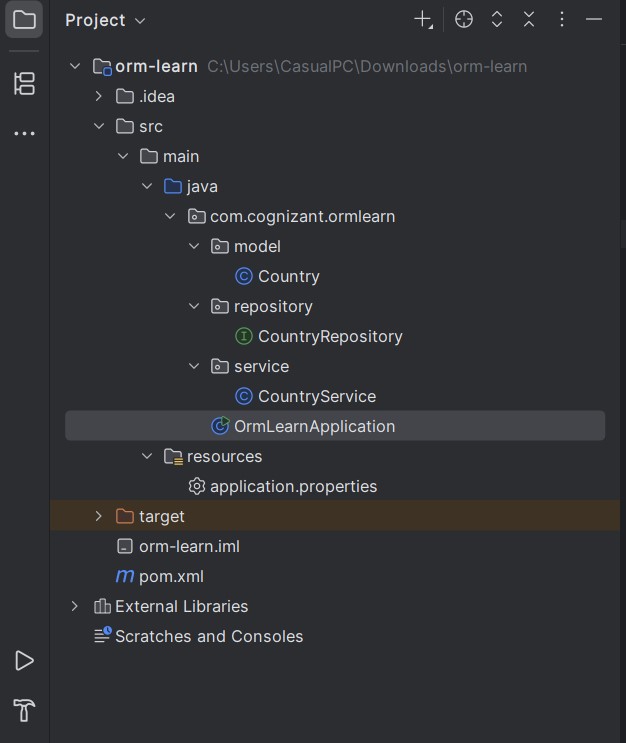 Project
orm-learn C:\Users\CasualPC\Downloads\orm-learn
.idea
src
main
java
com.cognizant.ormlearn
model
C Country
repository
I CountryRepository
service
C CountryService
C OrmLearnApplication
resources
application.properties
target
orm-learn.iml
m pom.xml
External Libraries
Scratches and Consoles